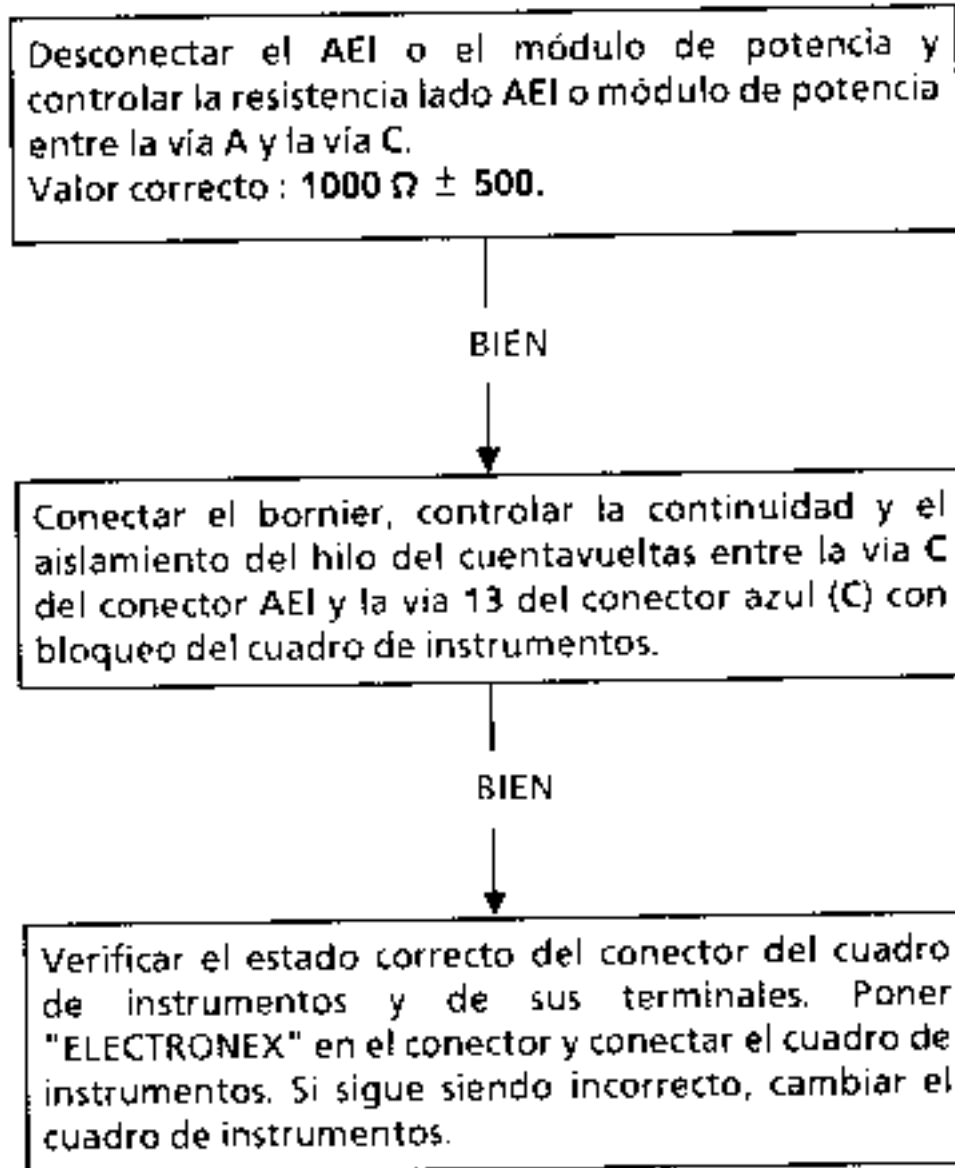 Desconectar el AEI o el módulo de potencia y
controlar la resistencia lado AEI o módulo de potencia
entre la vía A y la vía C.
Valor correcto : 1000 Ω ± 500.
BIEN
Conectar el bornier, controlar la continuidad y el
aislamiento del hilo del cuentavueltas entre la via C
del conector AEI y la via 13 del conector azul (C) con
bloqueo del cuadro de instrumentos.
BIEN
Verificar el estado correcto del conector del cuadro
de instrumentos y de sus terminales. Poner
"ELECTRONEX" en el conector y conectar el cuadro de
instrumentos. Si sigue siendo incorrecto, cambiar el
cuadro de instrumentos.